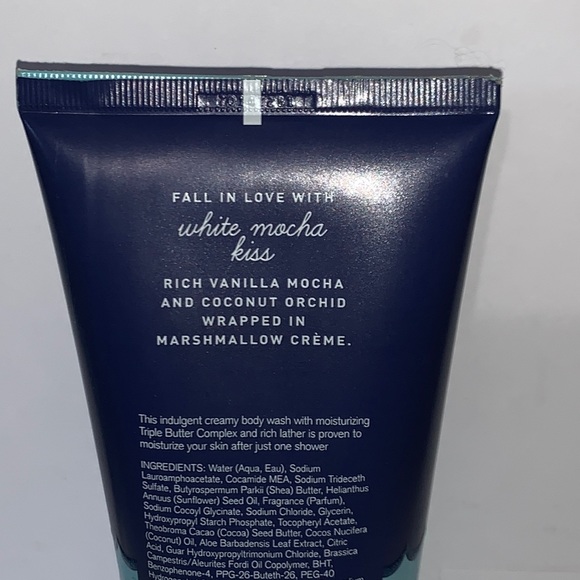 FALL IN LOVE WITH
white mocha
kiss
RICH VANILLA MOCHA
AND COCONUT ORCHID
WRAPPED IN
MARSHMALLOW CRÈME.
This indulgent creamy body wash with moisturizing
Triple Butter Complex and rich lather is proven to
moisturize your skin after just one shower
INGREDIENTS: Water (Aqua, Eau), Sodium
Lauroamphoacetate, Cocamide MEA, Sodium Trideceth
Sulfate, Butyrospermum Parkii (Shea) Butter, Helianthus
Annuus (Sunflower) Seed Oil, Fragrance (Parfum),
Sodium Cocoyl Glycinate, Sodium Chloride, Glycerin,
Hydroxypropyl Starch Phosphate, Tocopheryl Acetate,
Theobroma Cacao (Cocoa) Seed Butter, Cocos Nucifera
(Coconut) Oil, Aloe Barbadensis Leaf Extract, Citric
Acid, Guar Hydroxypropyltrimonium Chloride, Brassica
Campestris/Aleurites Fordi Oil Copolymer, BHT,
Benzophenone-4, PPG-26-Buteth-26, PEG-40